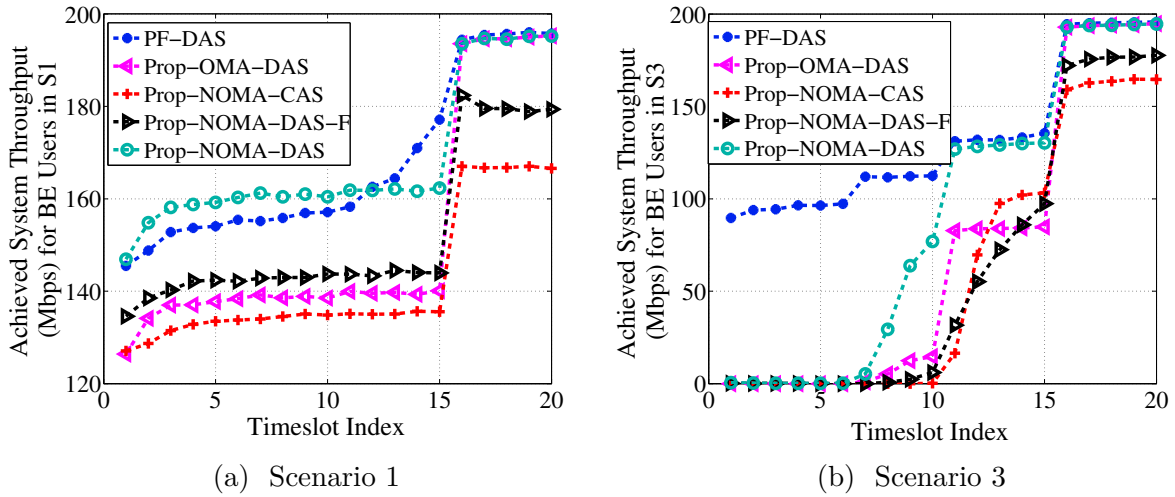 Achieved System Throughput
(Mbps) for BE Users in S1
200
180
160
140
120
PF−DAS
Prop−OMA−DAS
Prop−NOMA−CAS
Prop−NOMA−DAS−F
Prop−NOMA−DAS
0 5 10 15 20
Timeslot Index
(a) Scenario 1
Achieved System Throughput
(Mbps) for BE Users in S3
200
150
100
50
0
PF−DAS
Prop−OMA−DAS
Prop−NOMA−CAS
Prop−NOMA−DAS−F
Prop−NOMA−DAS
0 5 10 15 20
Timeslot Index
(b) Scenario 3